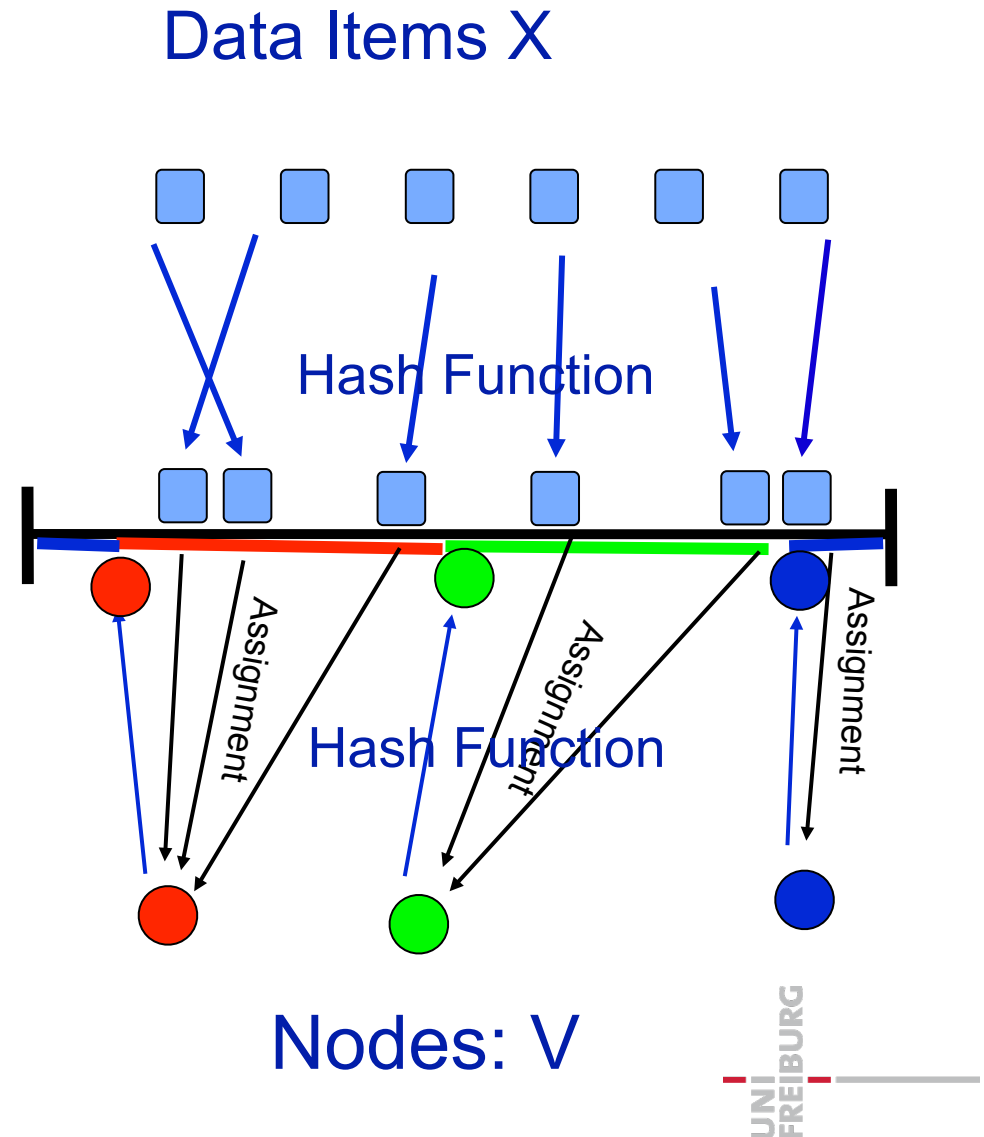 Data Items X
Hash Function
Assignment
Assignment
Assignment
Hash Function
Nodes: V
UNI
FREIBURG